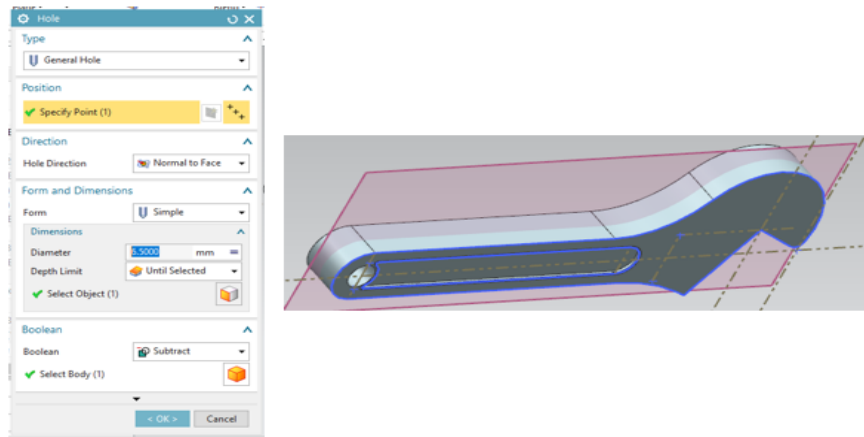 Hole
Type
General Hole
Position
Specify Point (1)
Direction
Hole Direction
Normal to Face
Form and Dimensions
Form
Simple
Dimensions
Diameter
6.5000
mm
Depth Limit
Until Selected
Select Object (1)
Boolean
Boolean
Subtract
Select Body (1)
< OK >
Cancel